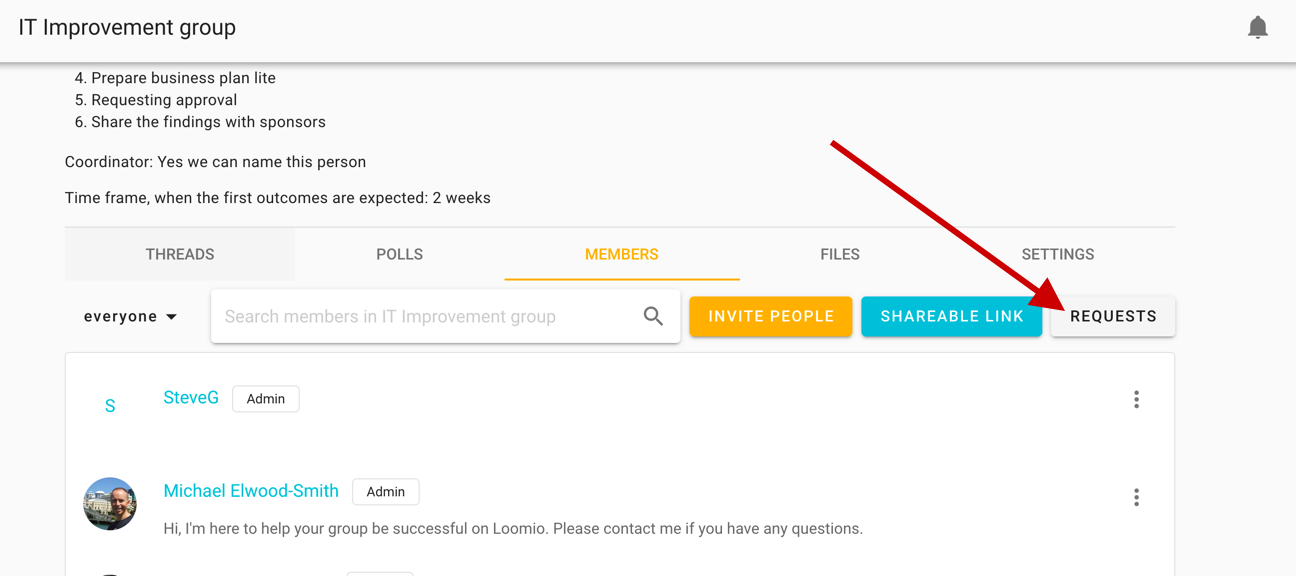 IT Improvement group
4. Prepare business plan lite
5. Requesting approval
6. Share the findings with sponsors
Coordinator: Yes we can name this person
Time frame, when the first outcomes are expected: 2 weeks
THREADS POLLS MEMBERS FILES SETTINGS
everyone Search members in IT Improvement group INVITE PEOPLE SHAREABLE LINK REQUESTS
S SteveG Admin
Michael Elwood-Smith Admin
Hi, I'm here to help your group be successful on Loomio. Please contact me if you have any questions.